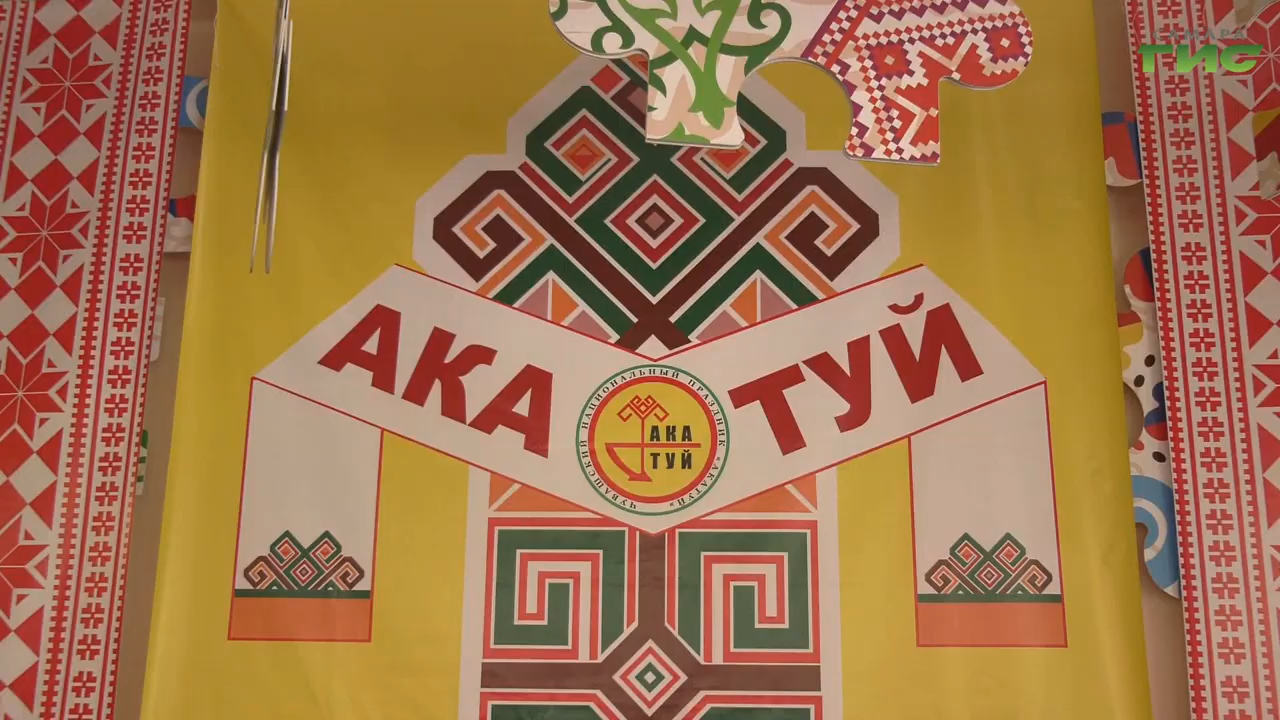 САМАРА
ГИС
АКА ТУЙ
ЧУВАШСКИЙ НАЦИОНАЛЬНЫЙ ПРАЗДНИК «АКАТУЙ»
АКА
ТУЙ